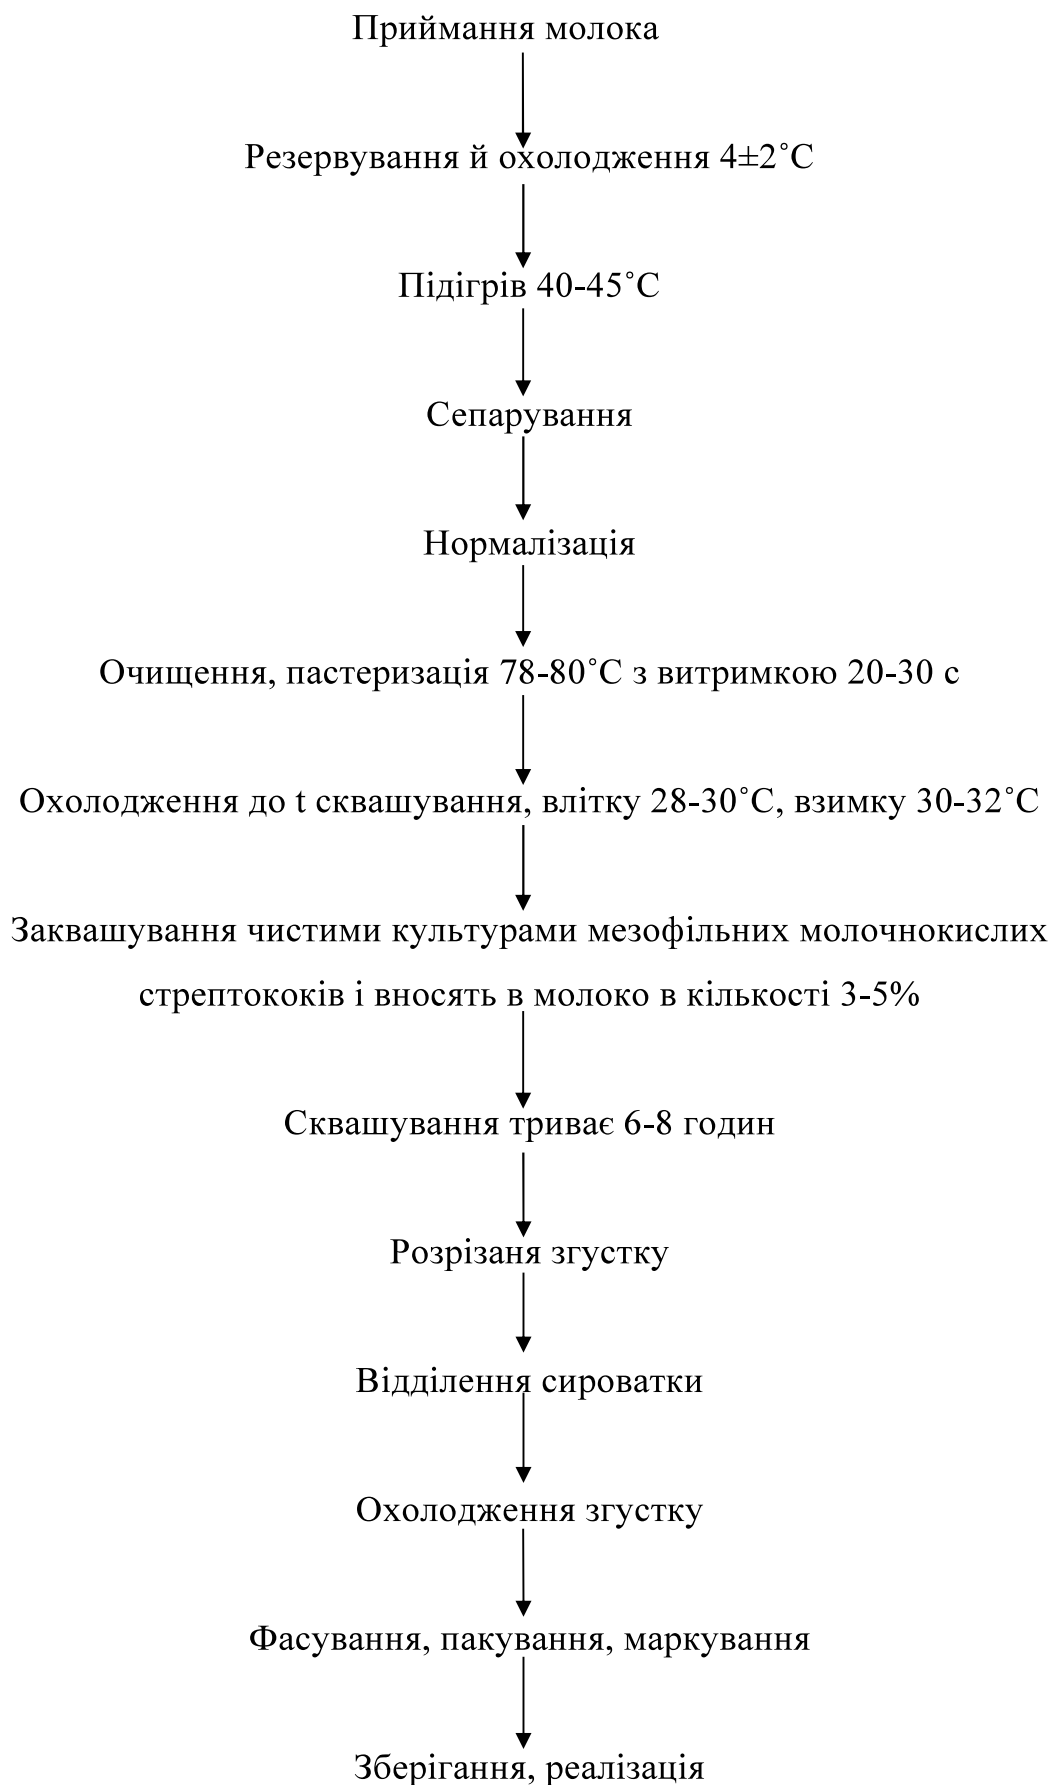 Приймання молока
Резервування й охолодження 4±2˚С
Підігрів 40-45˚С
Сепарування
Нормалізація
Очищення, пастеризація 78-80˚С з витримкою 20-30 с
Охолодження до t сквашування, влітку 28-30˚С, взимку 30-32˚С
Заквашування чистими культурами мезофільних молочнокислих
стрептококів і вносять в молоко в кількості 3-5%
Сквашування триває 6-8 годин
Розрізаня згустку
Відділення сироватки
Охолодження згустку
Фасування, пакування, маркування
Зберігання, реалізація